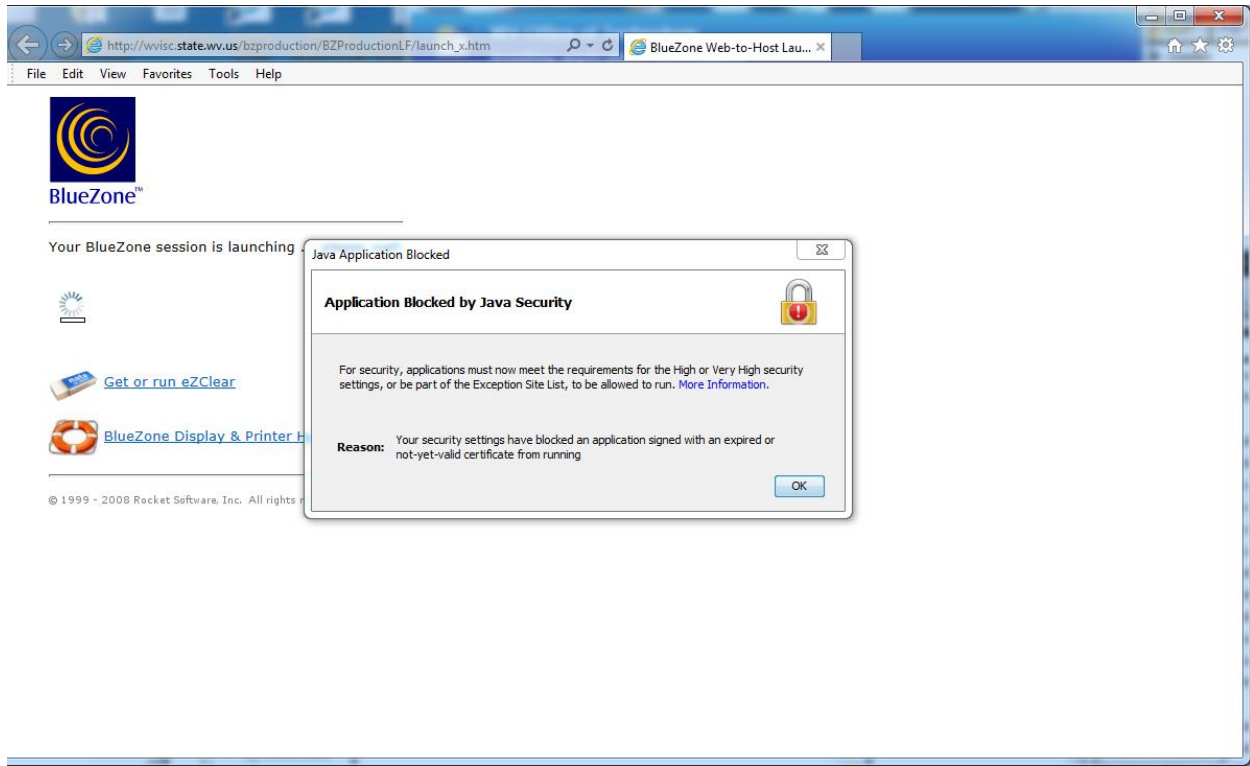 http://wvisc.state.wv.us/bzproduction/BZProductionLF/launch_x.htm
BlueZone Web-to-Host Lau...
File Edit View Favorites Tools Help
BlueZone™
Your BlueZone session is launching
Java Application Blocked
Application Blocked by Java Security
For security, applications must now meet the requirements for the High or Very High security
settings, or be part of the Exception Site List, to be allowed to run. More Information.
Reason: Your security settings have blocked an application signed with an expired or
not-yet-valid certificate from running
OK
Get or run eZClear
BlueZone Display & Printer
© 1999 - 2008 Rocket Software, Inc. All rights